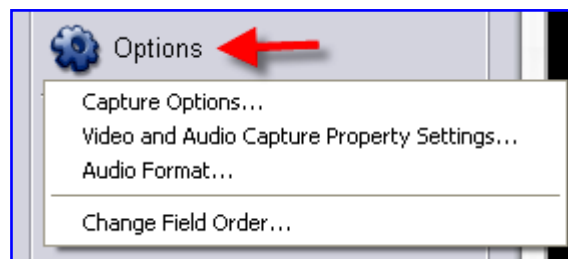 Options
Capture Options...
Video and Audio Capture Property Settings...
Audio Format...
Change Field Order...